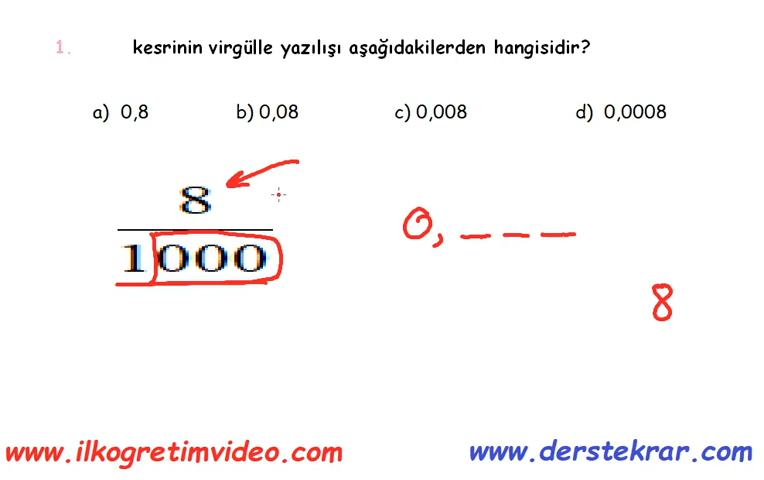 1. kesrinin virgülle yazılışı aşağıdakilerden hangisidir?
a) 0,8 b) 0,08 c) 0,008 d) 0,0008
8
1000
0, _ _ _
8
www.ilkogretimvideo.com www.derstekrar.com